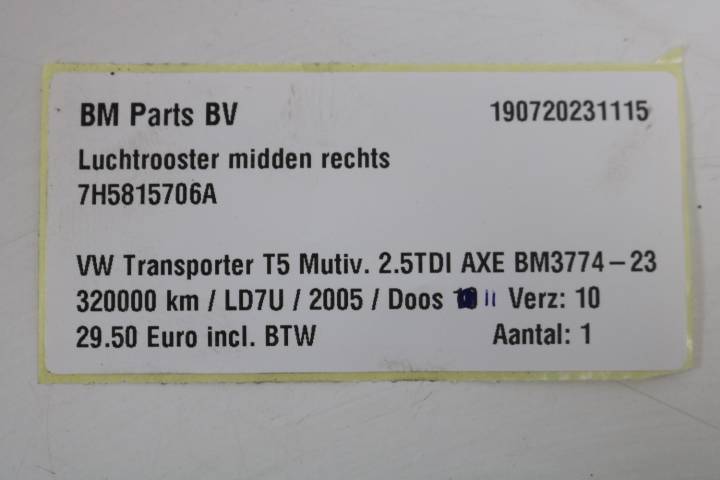 BM Parts BV 190720231115
Luchtrooster midden rechts
7H5815706A
VW Transporter T5 Mutiv. 2.5TDI AXE BM3774-23
320000 km / LD7U / 2005 / Doos 11 Verz: 10
29.50 Euro incl. BTW Aantal: 1